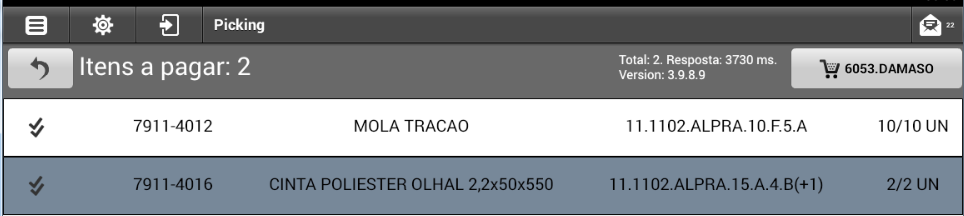 Picking
22
Itens a pagar: 2
Total: 2. Resposta: 3730 ms.
Version: 3.9.8.9
6053.DAMASO
7911-4012 MOLA TRACAO 11.1102.ALPRA.10.F.5.A 10/10 UN
7911-4016 CINTA POLIESTER OLHAL 2,2x50x550 11.1102.ALPRA.15.A.4.B(+1) 2/2 UN